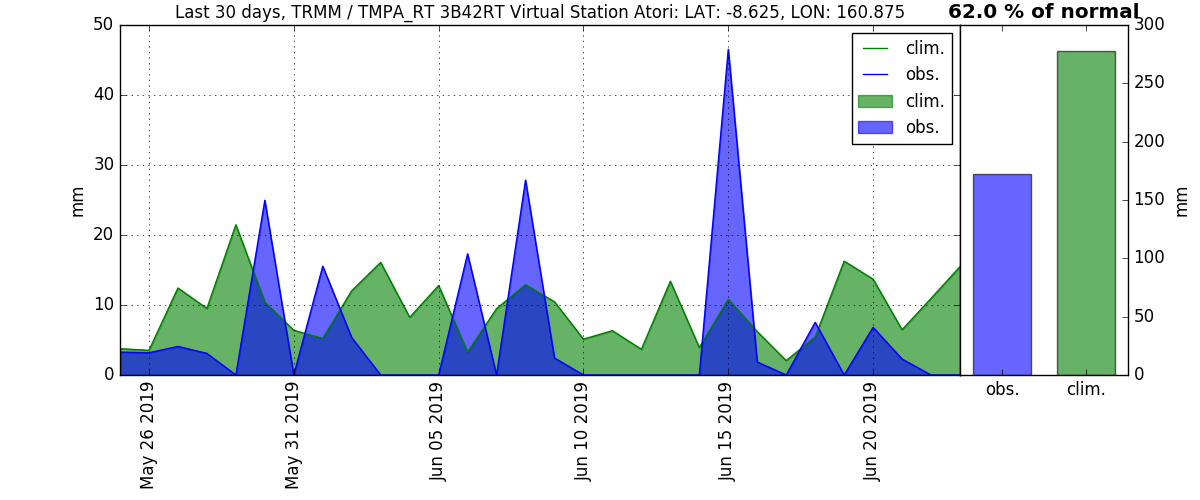 Last 30 days, TRMM / TMPA_RT 3B42RT Virtual Station Atori: LAT: -8.625, LON: 160.875
62.0 % of normal
50
40
30
20
10
0
mm
clim.
obs.
clim.
obs.
May 26 2019
May 31 2019
Jun 05 2019
Jun 10 2019
Jun 15 2019
Jun 20 2019
300
250
200
150
100
50
0
mm
obs.
clim.